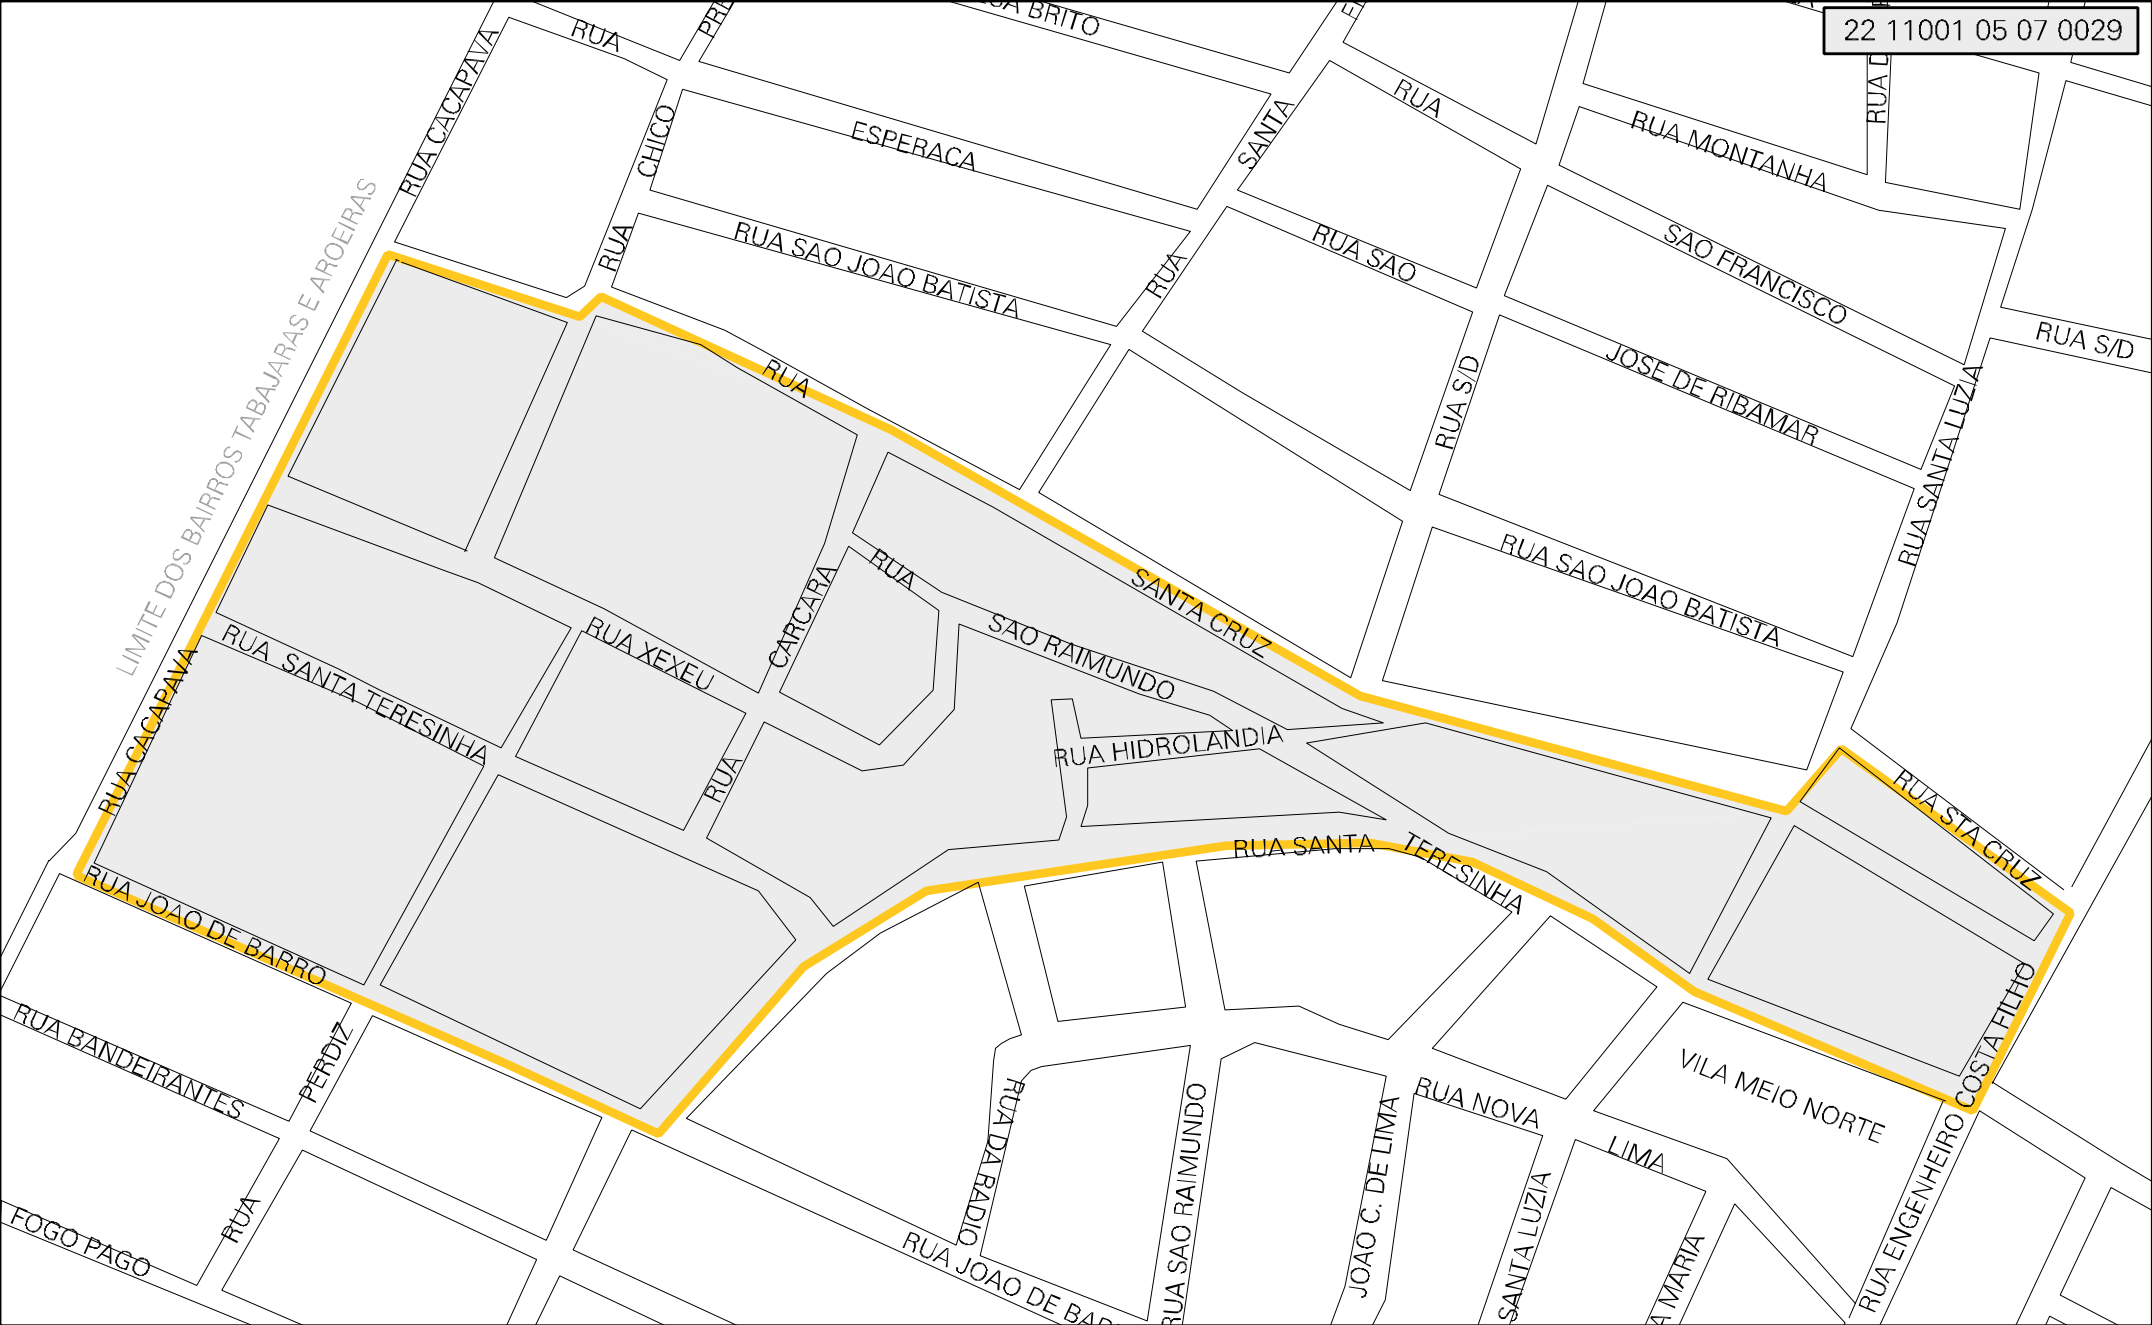 22 11001 05 07 0029
RUA CACAPAVA
RUA
BRITO
CHICO
RUA
ESPERACA
RUA SAO JOAO BATISTA
SANTA
RUA
RUA
RUA MONTANHA
RUA SAO
SAO FRANCISCO
RUA S/D
RUA S/D
JOSE DE RIBAMAR
RUA SANTA LUZIA
RUA SAO JOAO BATISTA
LIMITE DOS BAIRROS TABAJARAS E AROEIRAS
RUA
SANTA CRUZ
RUA
SAO RAIMUNDO
CARCARA
RUA
RUA XEXEU
RUA SANTA TERESINHA
RUA CACAPAVA
RUA HIDROLANDIA
RUA STA CRUZ
RUA SANTA
TERESINHA
RUA JOAO DE BARRO
RUA BANDEIRANTES
PERDIZ
RUA
FOGO PAGO
RUA DA RADIO
RUA JOAO DE BAR
RUA SAO RAIMUNDO
JOAO C. DE LIMA
RUA NOVA
LIMA
SANTA LUZIA
MARIA
VILA MEIO NORTE
RUA ENGENHEIRO COSTA FILHO